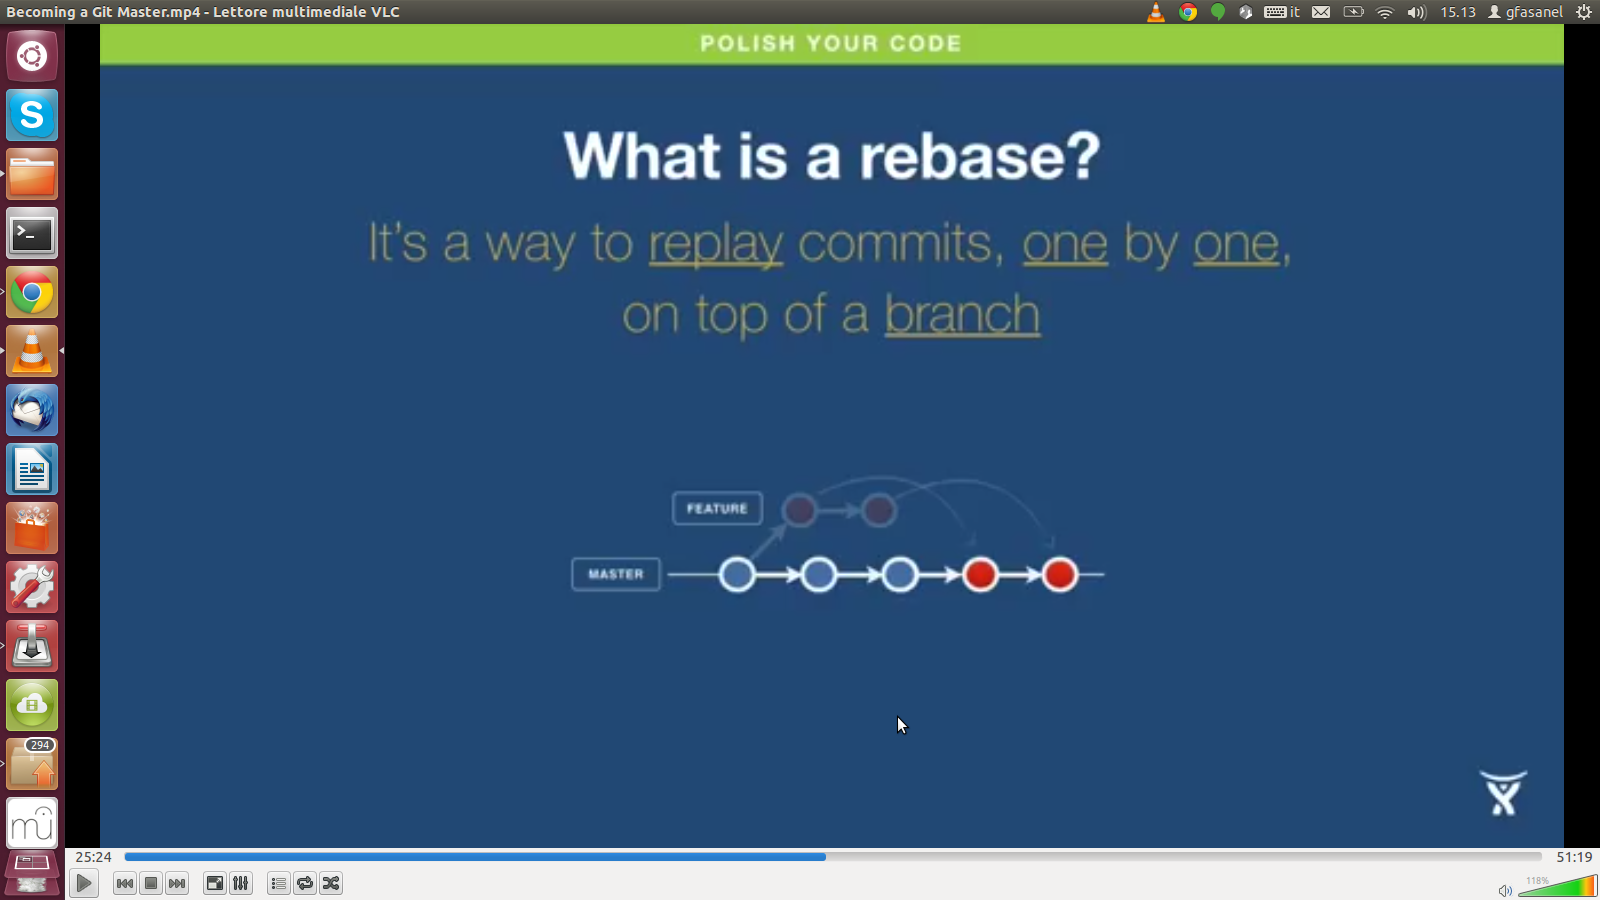 Becoming a Git Master.mp4 - Lettore multimediale VLC
it
15.13
gfasanel
POLISH YOUR CODE
What is a rebase?
It's a way to replay commits, one by one,
on top of a branch
FEATURE
MASTER
S
>_
294
mu
25:24
51:19
118%